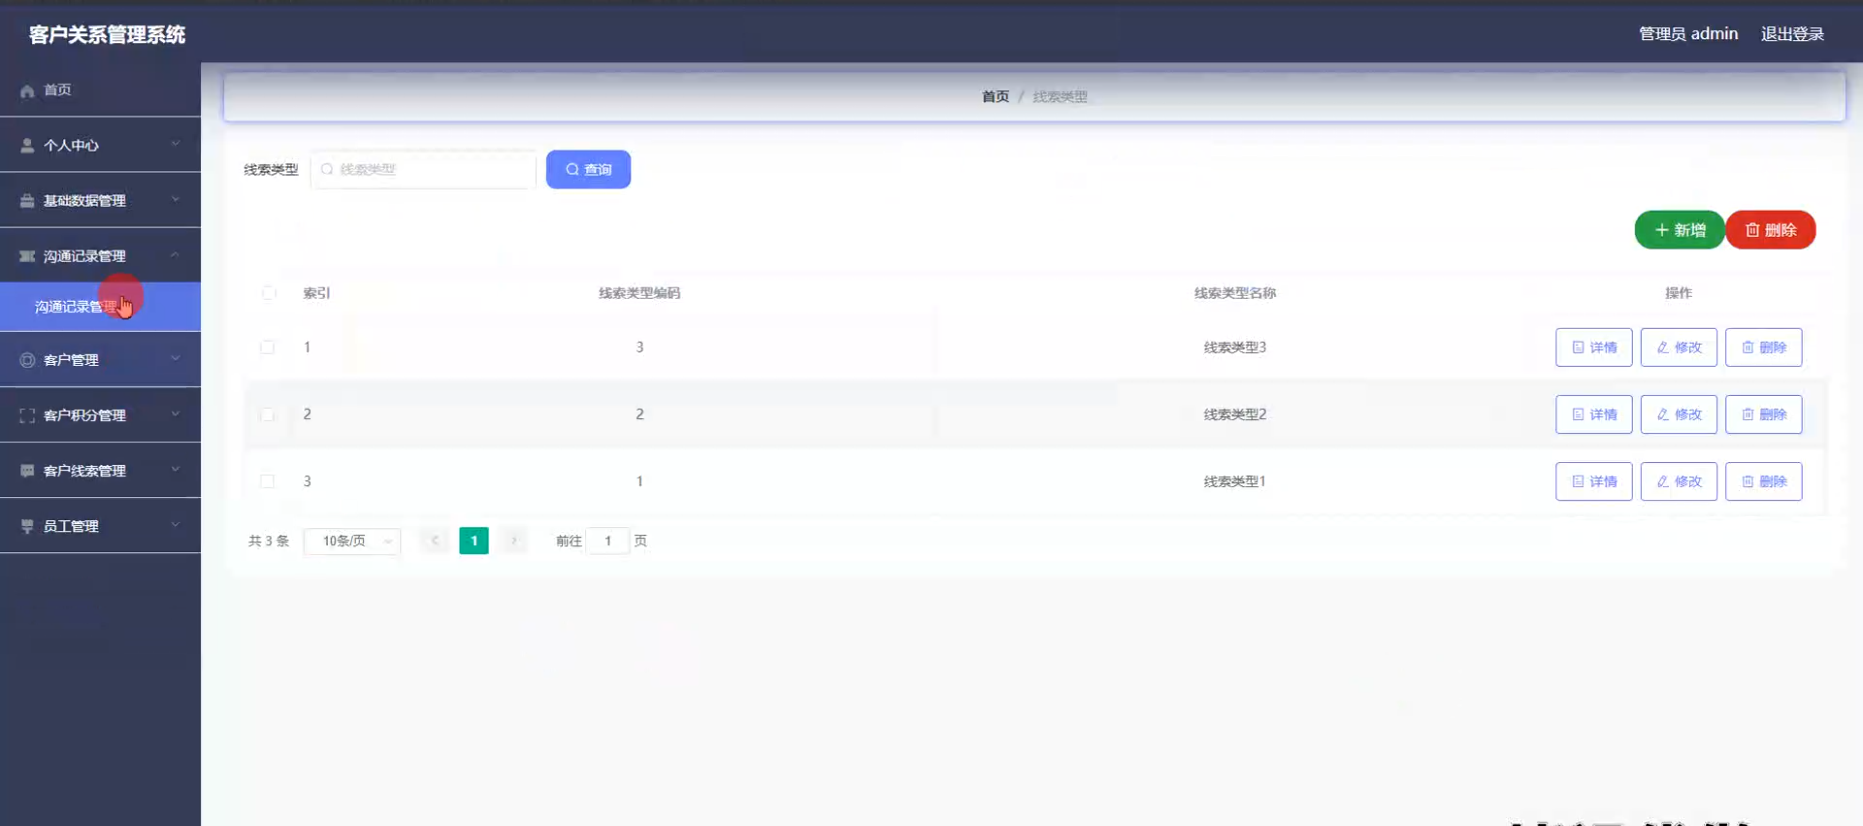 客户关系管理系统
管理员 admin 退出登录
首页
个人中心
基础数据管理
沟通记录管理
沟通记录管理
客户管理
客户积分管理
客户线索管理
员工管理
首页 / 线索类型
线索类型 线索类型 查询
新增 删除
索引 线索类型编码 线索类型名称 操作
1 3 线索类型3 详情 修改 删除
2 2 线索类型2 详情 修改 删除
3 1 线索类型1 详情 修改 删除
共 3 条 10条/页 1 前往 1 页